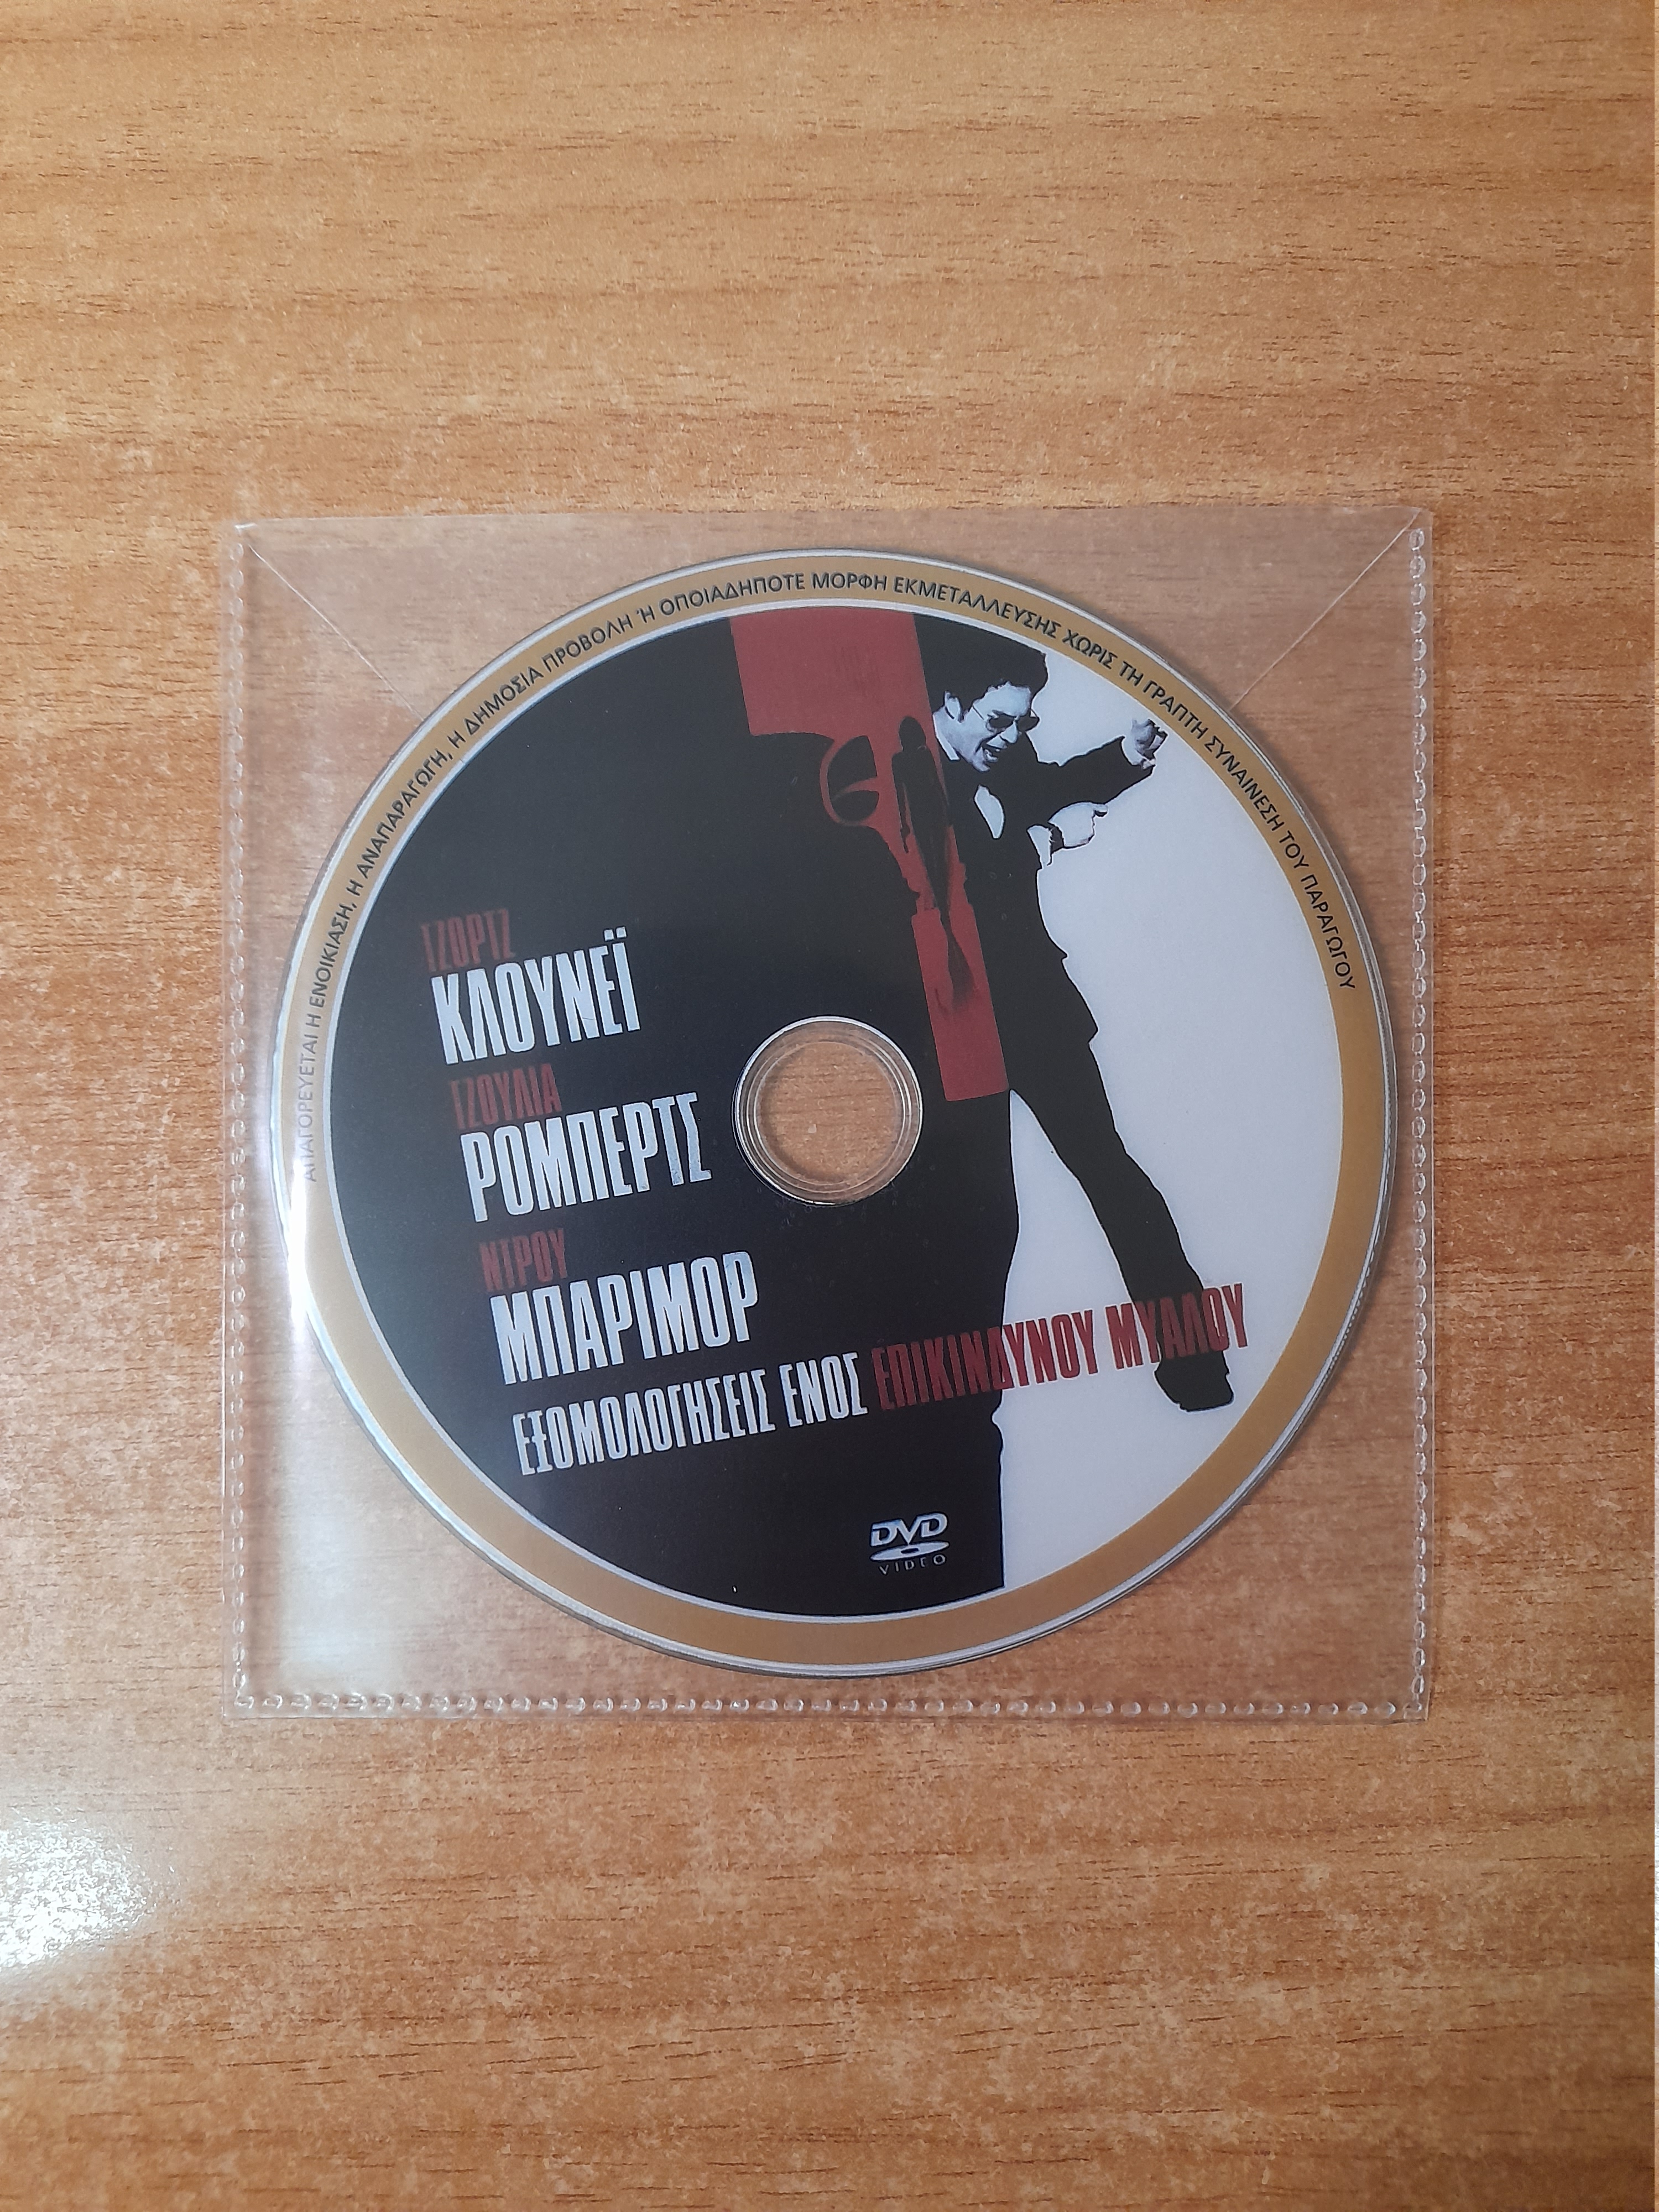 ΑΠΑΓΟΡΕΥΕΤΑΙ Η ΕΝΟΙΚΙΑΣΗ, Η ΑΝΑΠΑΡΑΓΩΓΗ, Η ΔΗΜΟΣΙΑ ΠΡΟΒΟΛΗ Ή ΟΠΟΙΑΔΗΠΟΤΕ ΜΟΡΦΗ ΕΚΜΕΤΑΛΛΕΥΣΗΣ ΧΩΡΙΣ ΤΗ ΓΡΑΠΤΗ ΣΥΝΑΙΝΕΣΗ ΤΟΥ ΠΑΡΑΓΩΓΟΥ
ΤΖΟΡΤΖ
ΚΛΟΥΝΕΪ
ΤΖΟΥΛΙΑ
ΡΟΜΠΕΡΤΣ
ΝΤΡΟΥ
ΜΠΑΡΙΜΟΡ
ΕΞΟΜΟΛΟΓΗΣΕΙΣ ΕΝΟΣ ΕΠΙΚΙΝΔΥΝΟΥ ΜΥΑΛΟΥ
DVD
VIDEO